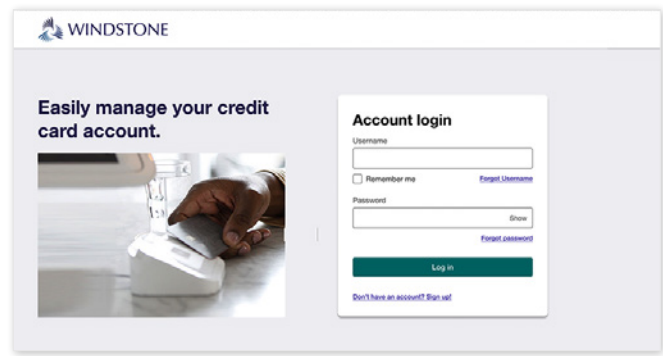 WINDSTONE
Easily manage your credit
card account.
Account login
Username
Remember me
Forgot Username
Password
Show
Forgot password
Log in
Don't have an account? Sign up!